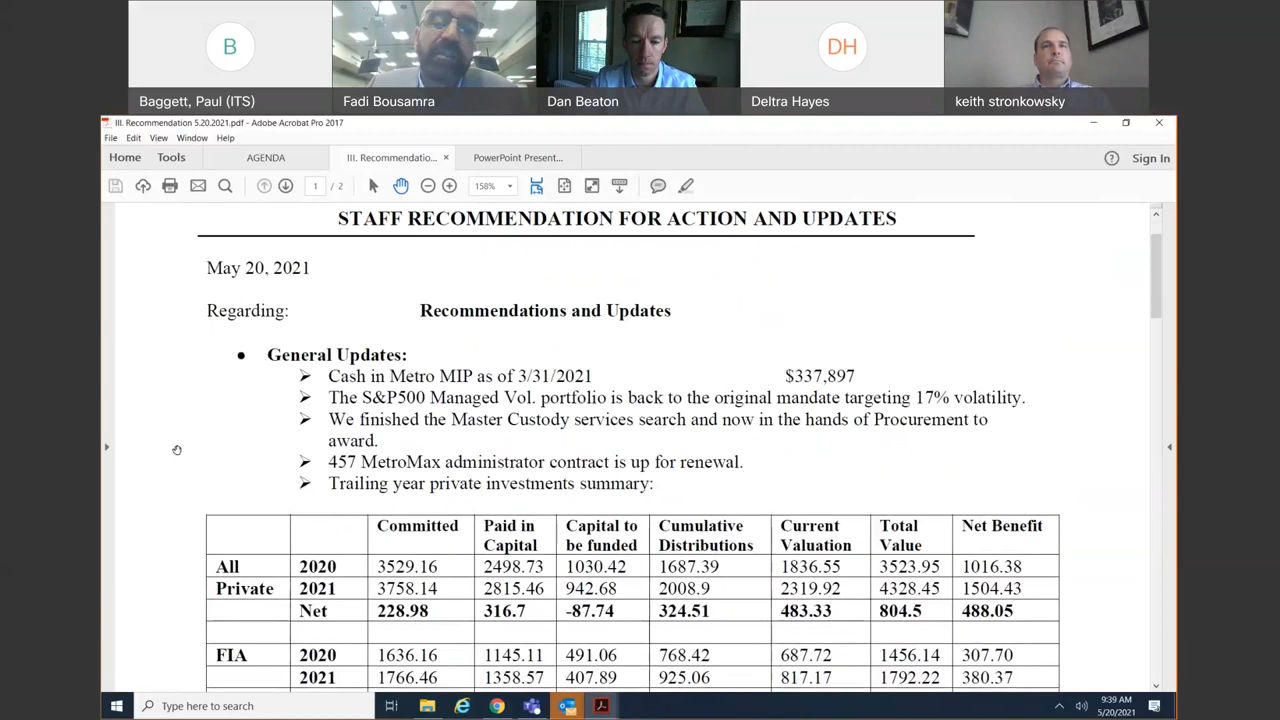 B
DH
Baggett, Paul (ITS)
Fadi Bousamra
Dan Beaton
Deltra Hayes
keith stronkowsky
III. Recommendation 5.20.2021.pdf - Adobe Acrobat Pro 2017
File Edit View Window Help
Home Tools AGENDA III. Recommendatio... × PowerPoint Present... Sign In
1 / 2 158%
STAFF RECOMMENDATION FOR ACTION AND UPDATES
May 20, 2021
Regarding: Recommendations and Updates
● General Updates:
➢ Cash in Metro MIP as of 3/31/2021 $337,897
➢ The S&P500 Managed Vol. portfolio is back to the original mandate targeting 17% volatility.
➢ We finished the Master Custody services search and now in the hands of Procurement to
award.
➢ 457 MetroMax administrator contract is up for renewal.
➢ Trailing year private investments summary:
Committed Paid in Capital to Cumulative Current Total Net Benefit
Capital be funded Distributions Valuation Value
All 2020 3529.16 2498.73 1030.42 1687.39 1836.55 3523.95 1016.38
Private 2021 3758.14 2815.46 942.68 2008.9 2319.92 4328.45 1504.43
Net 228.98 316.7 -87.74 324.51 483.33 804.5 488.05
FIA 2020 1636.16 1145.11 491.06 768.42 687.72 1456.14 307.70
2021 1766.46 1358.57 407.89 925.06 817.17 1792.22 380.37
Type here to search
9:39 AM
5/20/2021